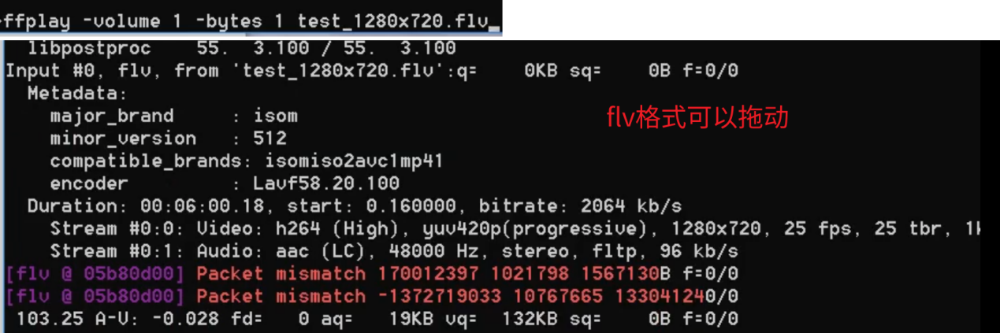 ffplay -volume 1 -bytes 1 test_1280x720.flv_
libpostproc 55. 3.100 / 55. 3.100
Input #0, flv, from 'test_1280x720.flv':q= 0KB sq= 0B f=0/0
Metadata:
major_brand : isom
flv格式可以拖动
minor_version : 512
compatible_brands: isomiso2avc1mp41
encoder : Lavf58.20.100
Duration: 00:06:00.18, start: 0.160000, bitrate: 2064 kb/s
Stream #0:0: Video: h264 (High), yuv420p(progressive), 1280x720, 25 fps, 25 tbr, 1k
Stream #0:1: Audio: aac (LC), 48000 Hz, stereo, fltp, 96 kb/s
[flv @ 05b80d00] Packet mismatch 170012397 1021798 1567130B f=0/0
[flv @ 05b80d00] Packet mismatch -1372719033 10767665 133041240/0
103.25 A-V: -0.028 fd= 0 aq= 19KB vq= 132KB sq= 0B f=0/0